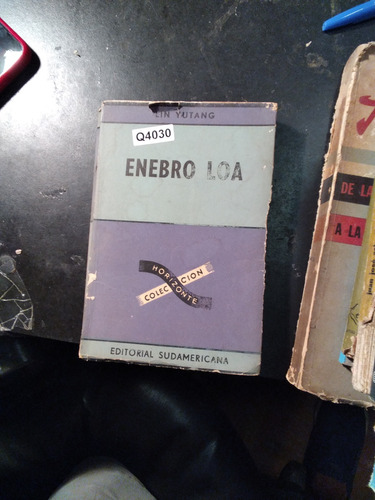 LIN YUTANG
Q4030
ENEBRO LOA
HORIZONTE
COLECCION
EDITORIAL SUDAMERICANA
DE LA
A LA